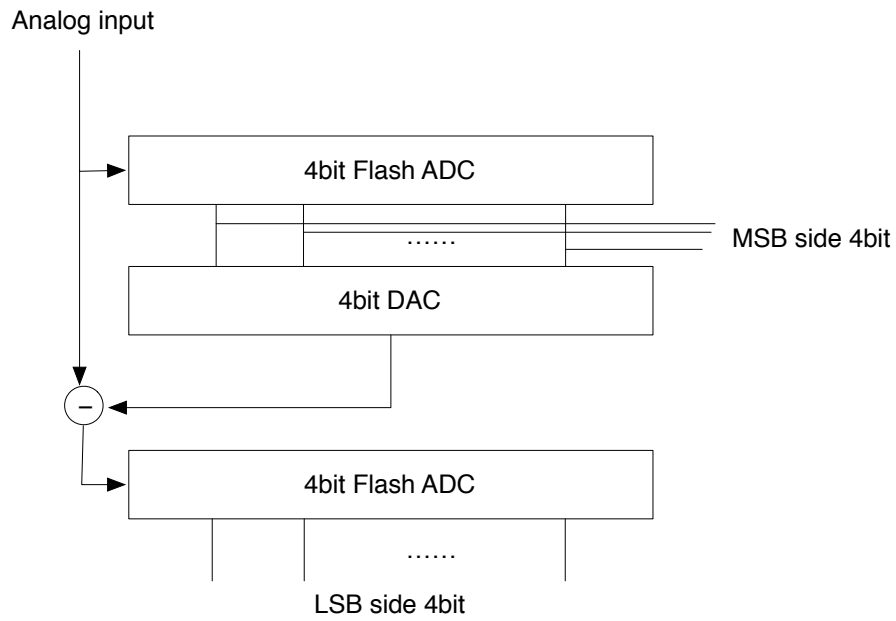 Analog input
4bit Flash ADC
......
MSB side 4bit
4bit DAC
–
4bit Flash ADC
......
LSB side 4bit